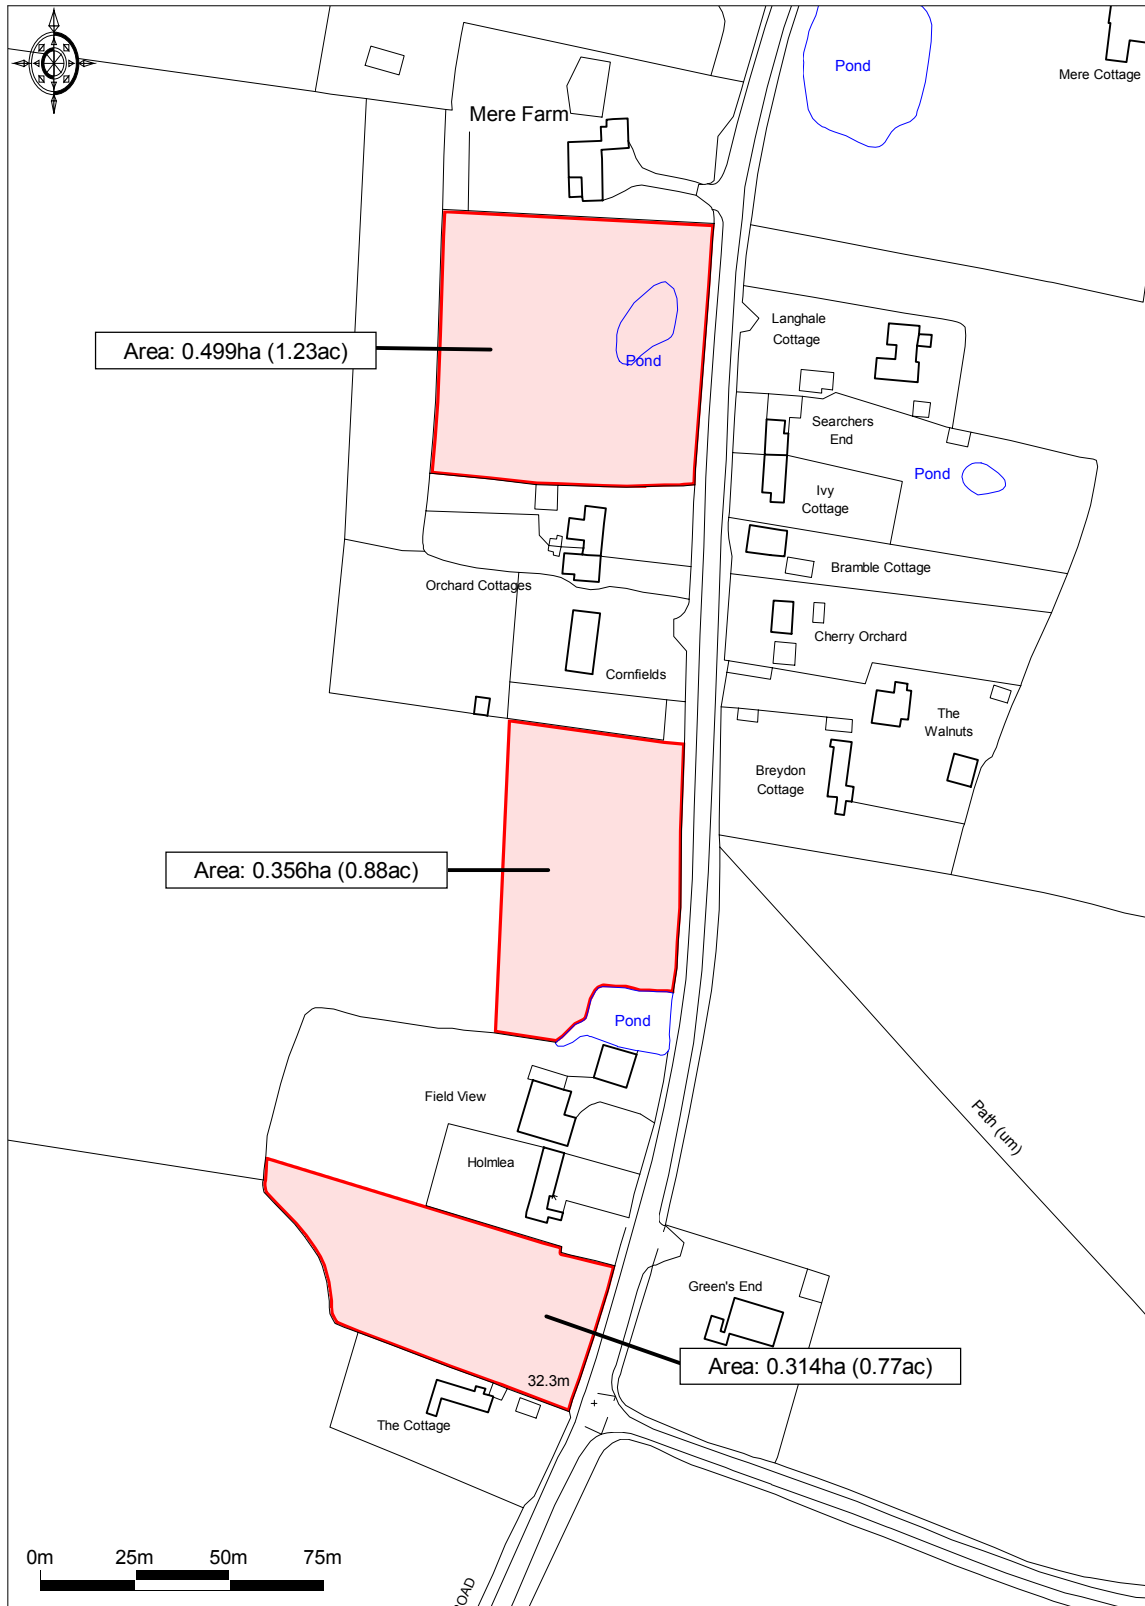 Pond
Mere Cottage
Mere Farm
Langhale
Cottage
Area: 0.499ha (1.23ac)
Pond
Searchers
End
Pond
Ivy
Cottage
Bramble Cottage
Orchard Cottages
Cherry Orchard
Cornfields
The
Walnuts
Breydon
Cottage
Area: 0.356ha (0.88ac)
Pond
Field View
Path (um)
Holmlea
Green's End
Area: 0.314ha (0.77ac)
32.3m
The Cottage
0m 25m 50m 75m
OAD